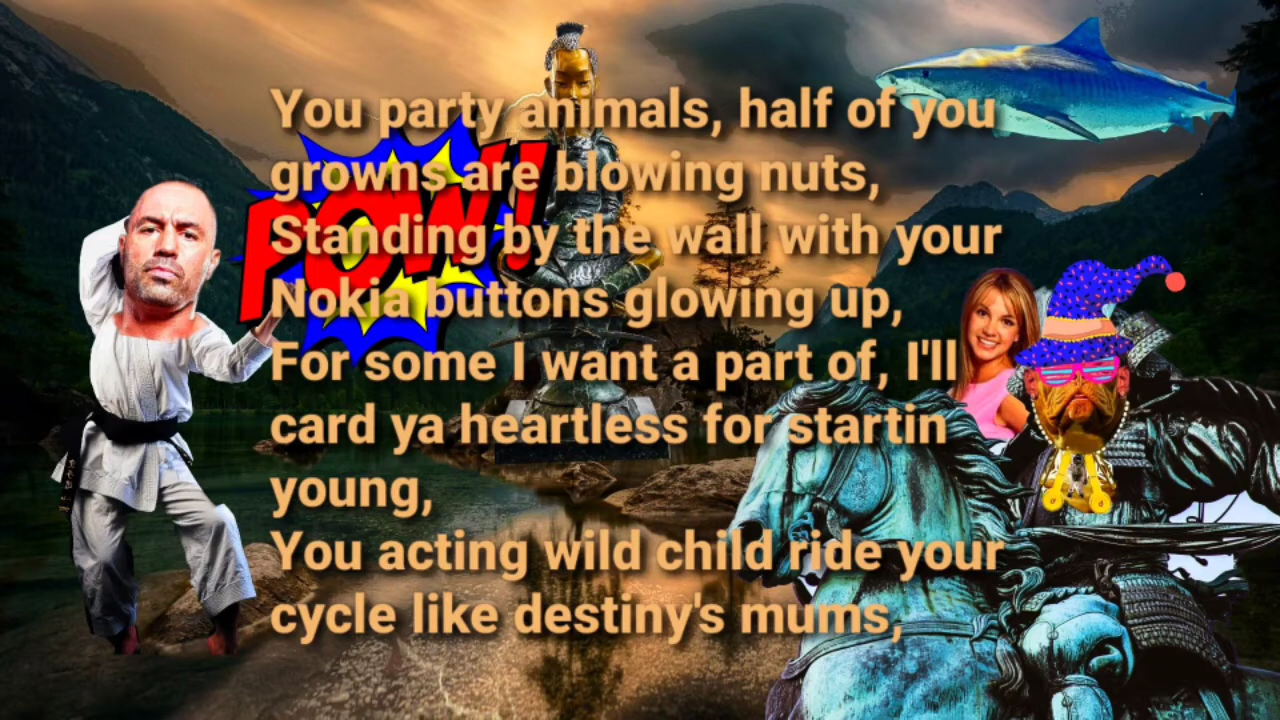 You party animals, half of you
growns are blowing nuts,
Standing by the wall with your
Nokia buttons glowing up,
For some I want a part of, I'll
card ya heartless for startin
young,
You acting wild child ride your
cycle like destiny's mums,
POW!